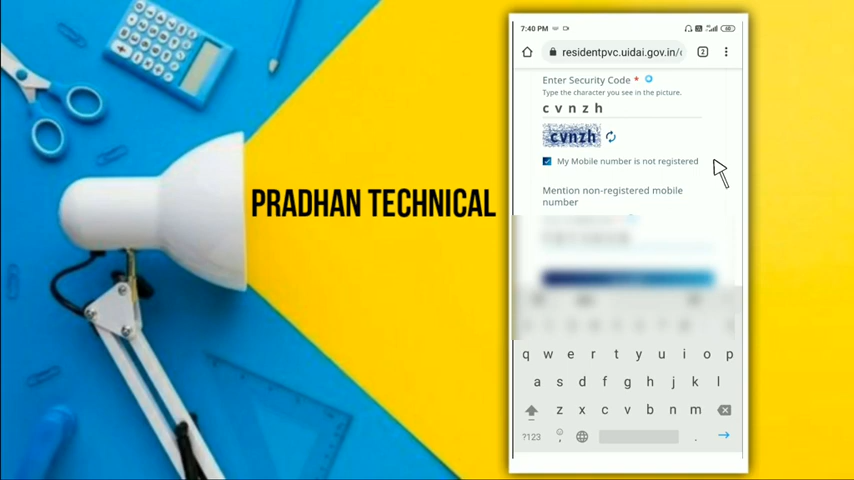 PRADHAN TECHNICAL
7:40 PM
residentpvc.uidai.gov.in/
2
Enter Security Code *
Type the character you see in the picture.
c v n z h
cvnzh
My Mobile number is not registered
Mention non-registered mobile
number
q w e r t y u i o p
a s d f g h j k l
z x c v b n m
?123 , .